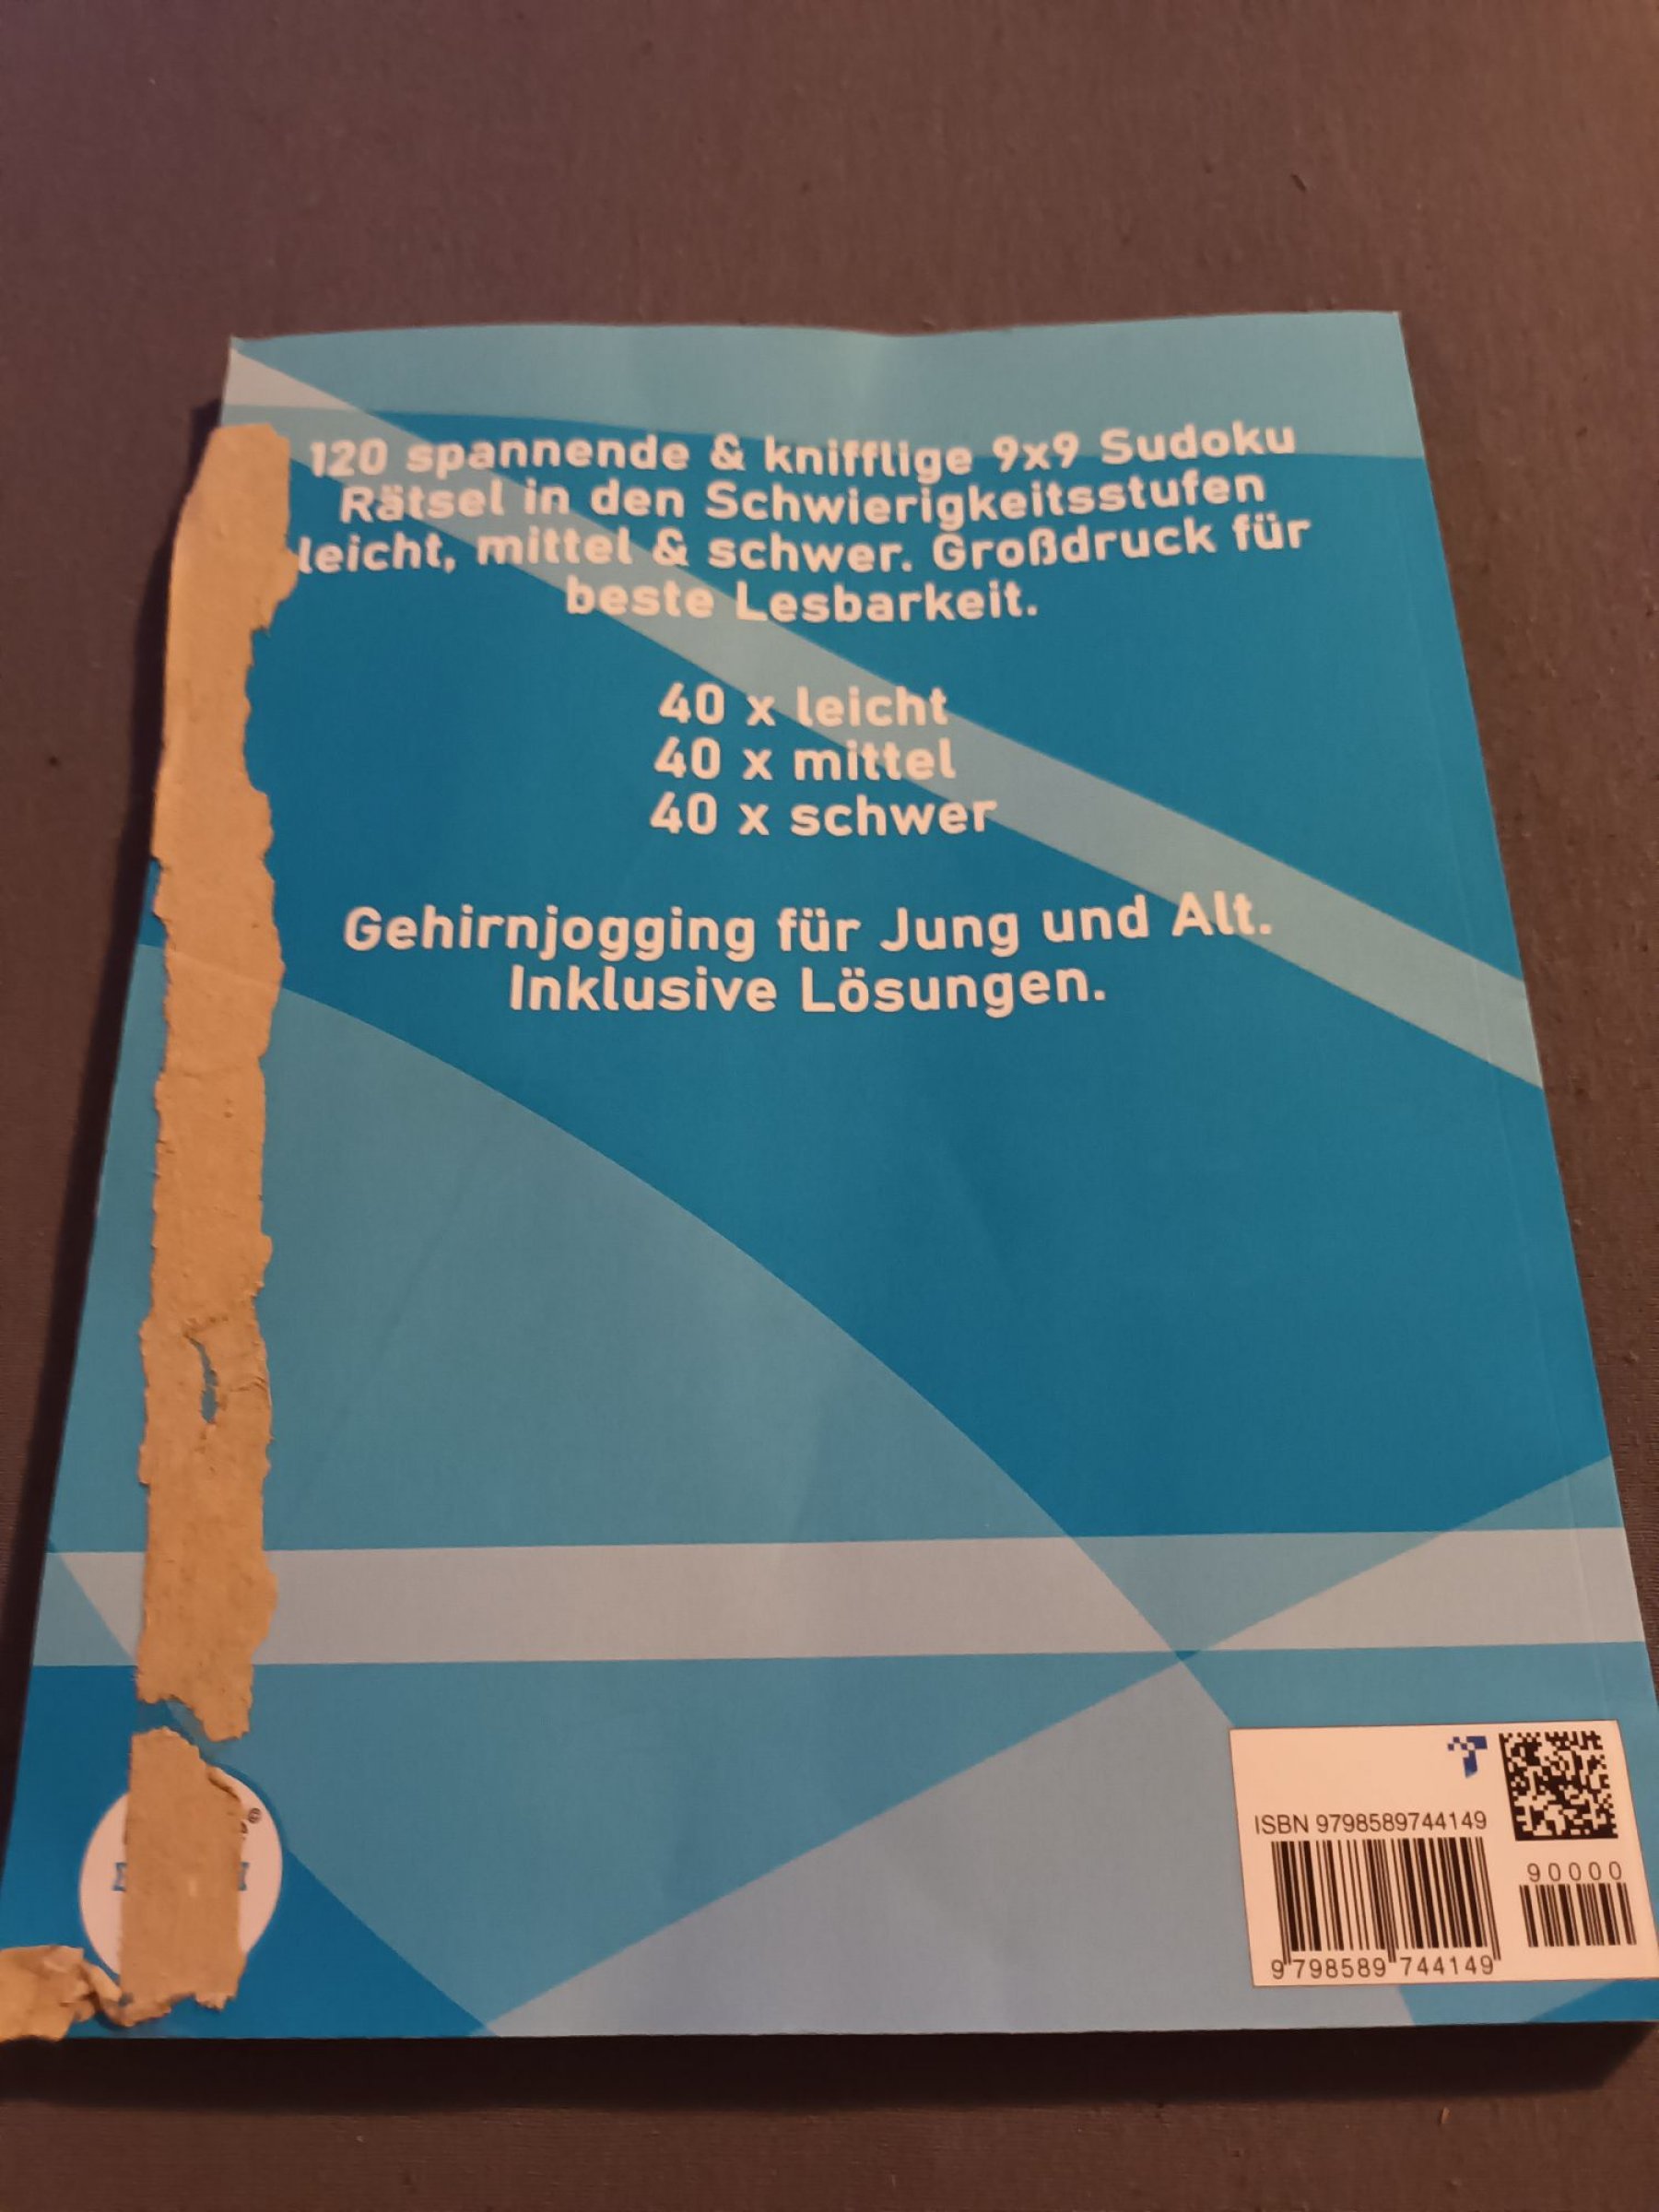 120 spannende & knifflige 9x9 Sudoku
Rätsel in den Schwierigkeitsstufen
leicht, mittel & schwer. Großdruck für
beste Lesbarkeit.
40 x leicht
40 x mittel
40 x schwer
Gehirnjogging für Jung und Alt.
Inklusive Lösungen.
®
ISBN 9798589744149
90000
9 798589 744149